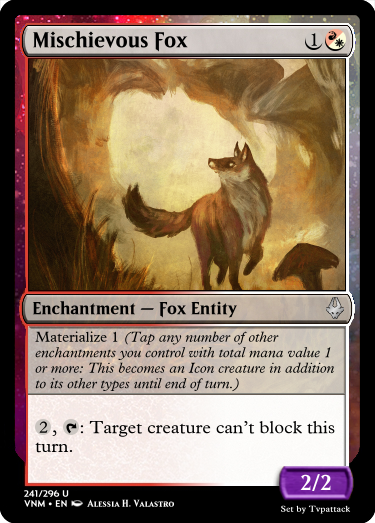 Mischievous Fox 1
Enchantment — Fox Entity
Materialize 1 (Tap any number of other
enchantments you control with total mana value 1
or more: This becomes an Icon creature in addition
to its other types until end of turn.)
2, : Target creature can't block this
turn.
2/2
241/296 U
VNM • EN Alessia H. Valastro
Set by Tvpattack